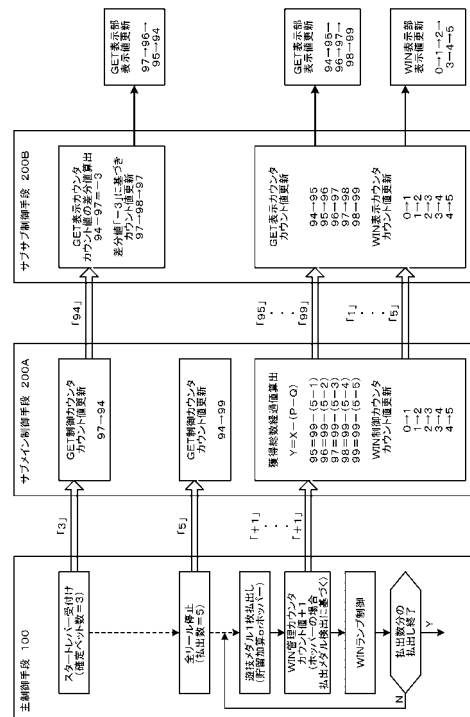 主制御手段 100
スタートレバー受付け
(確定ベット数=3)
全リール停止
(払出数=5)
遊技メダル1枚払出し
(貯留加算orホッパー)
WIN管理カウンタ
カウント値+1
(ホッパーの場合
払出メダル検出に基づく)
WINランプ制御
払出数分の
払出し終了
N
Y
「3」
「5」
「+1」
・・・
「+1」
サブメイン制御手段 200A
GET制御カウンタ
カウント値更新
97→94
GET制御カウンタ
カウント値更新
94→99
獲得総数経過値算出
Y=X-(P-Q)
95=99-(5-1)
96=99-(5-2)
97=99-(5-3)
98=99-(5-4)
99=99-(5-5)
WIN制御カウンタ
カウント値更新
0→1
1→2
2→3
3→4
4→5
「94」
「95」
・・・
「99」
「1」
・・・
「5」
サブサブ制御手段 200B
GET表示カウンタ
カウント値の差分値算出
94-97=-3
差分値「-3」に基づき
カウント値更新
97→98→97
GET表示カウンタ
カウント値更新
94→95
95→96
96→97
97→98
98→99
WIN表示カウンタ
カウント値更新
0→1
1→2
2→3
3→4
4→5
GET表示部
表示値更新
97→96→
95→94
GET表示部
表示値更新
94→95→
96→97→
98→99
WIN表示部
表示値更新
0→1→2→
3→4→5